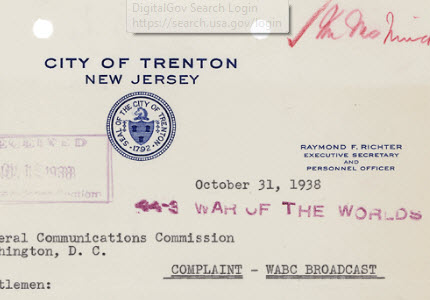 DigitalGov Search Login
https://search.usa.gov/login
CITY OF TRENTON
NEW JERSEY
SEAL OF THE CITY OF TRENTON
1792
RAYMOND F. RICHTER
EXECUTIVE SECRETARY
AND
PERSONNEL OFFICER
October 31, 1938
44-3 WAR OF THE WORLDS
eral Communications Commission
hington, D. C.
COMPLAINT - WABC BROADCAST
tlemen: